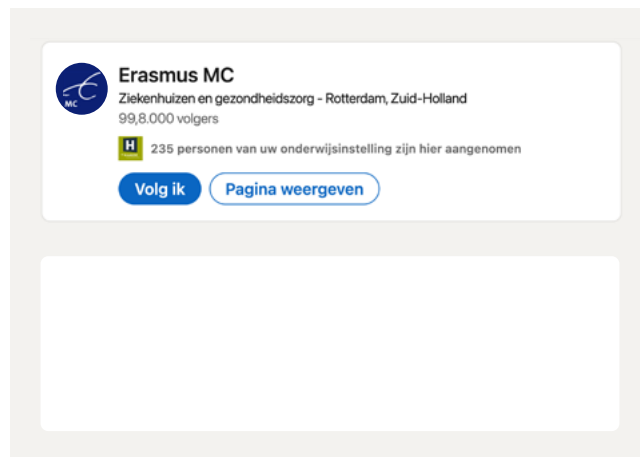 Erasmus MC
Ziekenhuizen en gezondheidszorg - Rotterdam, Zuid-Holland
99,8.000 volgers
235 personen van uw onderwijsinstelling zijn hier aangenomen
Volg ik Pagina weergeven
MC
H